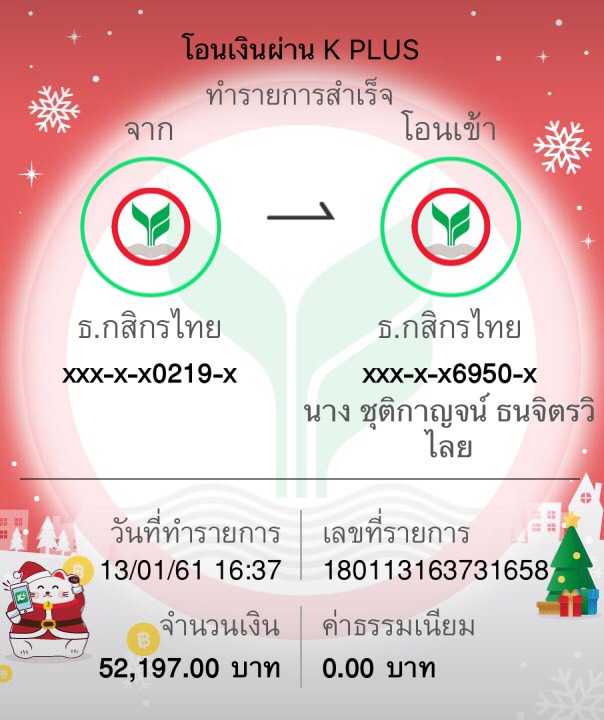 โอนเงินผ่าน K PLUS
ทำรายการสำเร็จ
จาก
โอนเข้า
ธ.กสิกรไทย
ธ.กสิกรไทย
xxx-x-x0219-x
xxx-x-x6950-x
นาง ชุติกาญจน์ ธนจิตรวิ
ไลย
วันที่ทำรายการ
เลขที่รายการ
13/01/61 16:37
180113163731658
จำนวนเงิน
ค่าธรรมเนียม
52,197.00 บาท
0.00 บาท
K+